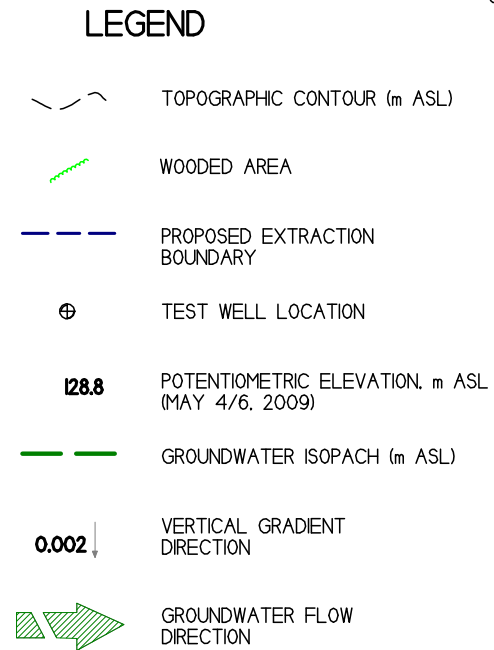 LEGEND
TOPOGRAPHIC CONTOUR (m ASL)
WOODED AREA
PROPOSED EXTRACTION
BOUNDARY
TEST WELL LOCATION
128.8
POTENTIOMETRIC ELEVATION, m ASL
(MAY 4/6, 2009)
GROUNDWATER ISOPACH (m ASL)
0.002
VERTICAL GRADIENT
DIRECTION
GROUNDWATER FLOW
DIRECTION